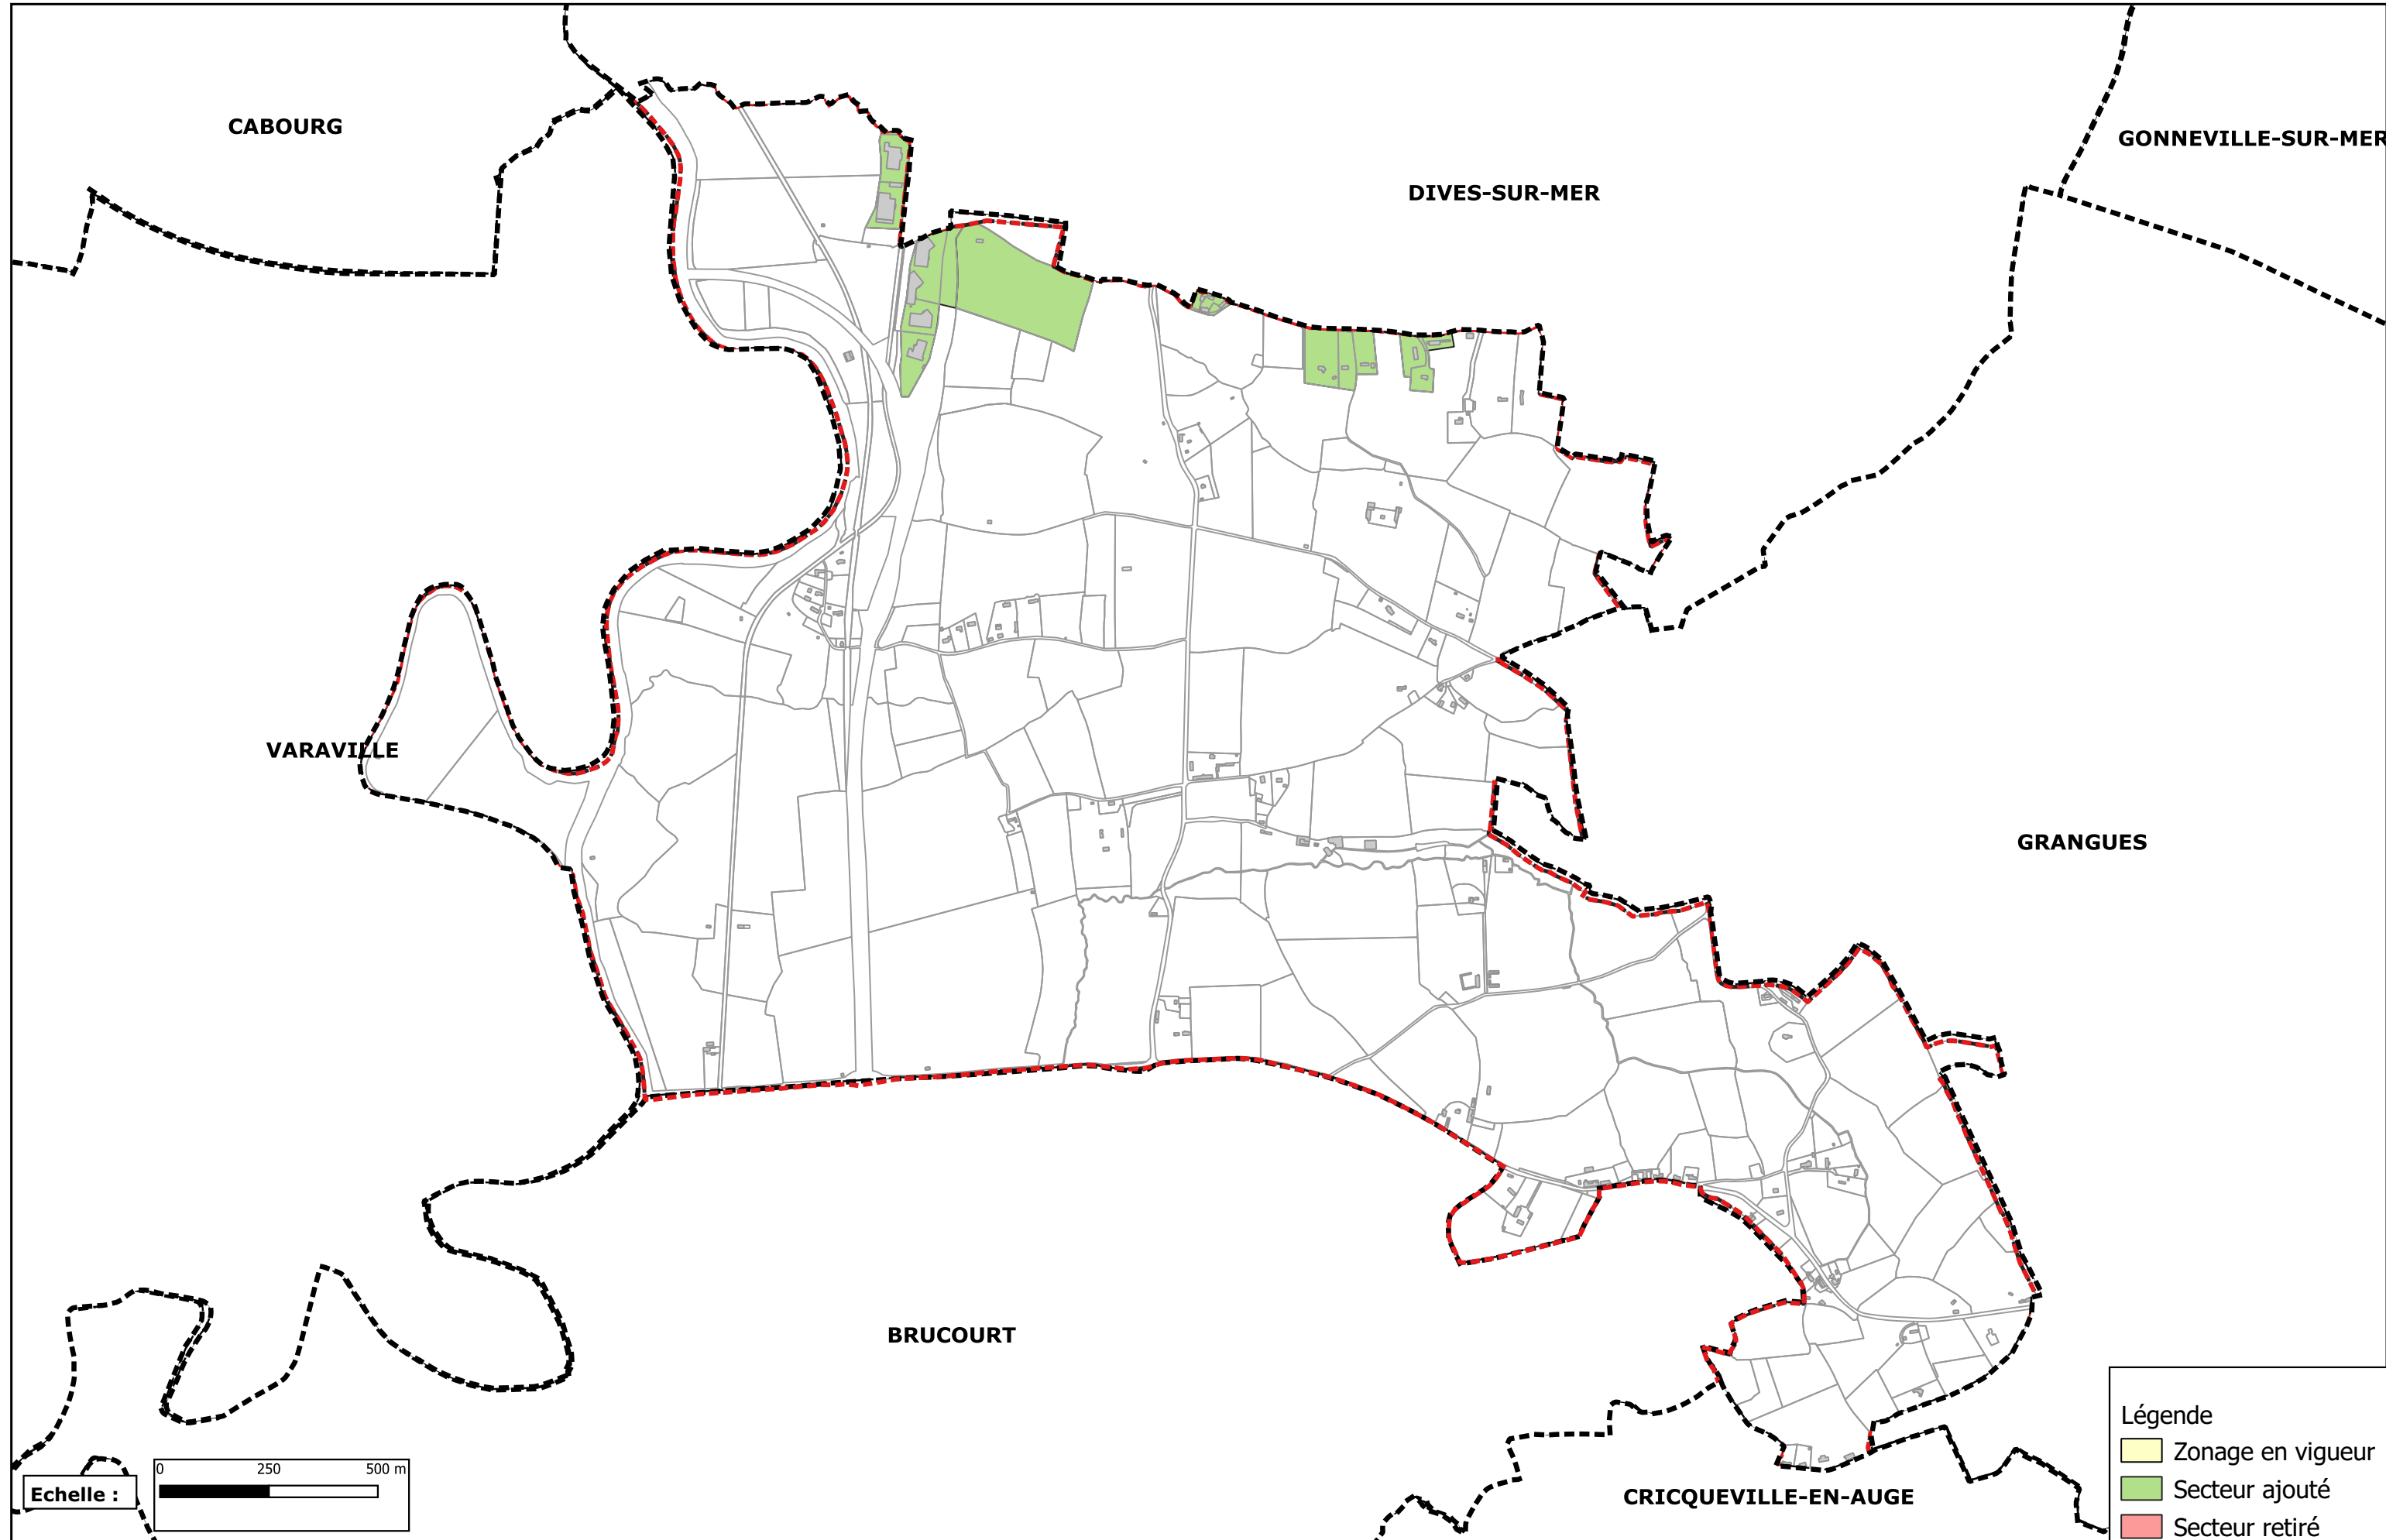 CABOURG
GONNEVILLE-SUR-MER
DIVES-SUR-MER
VARAVILLE
GRANGUES
BRUCOURT
CRICQUEVILLE-EN-AUGE
Echelle :
0 250 500 m
Légende
Zonage en vigueur
Secteur ajouté
Secteur retiré